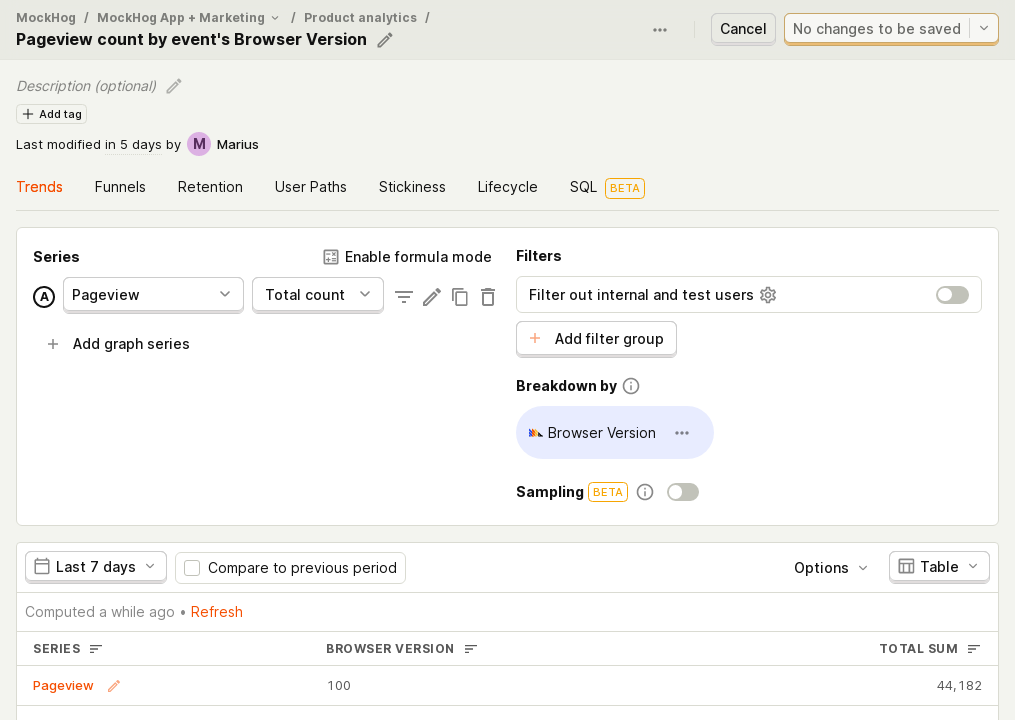 MockHog / MockHog App + Marketing / Product analytics /
Pageview count by event's Browser Version
Cancel
No changes to be saved
Description (optional)
Add tag
Last modified in 5 days by M Marius
Trends Funnels Retention User Paths Stickiness Lifecycle SQL BETA
Series
Enable formula mode
A Pageview Total count
Add graph series
Filters
Filter out internal and test users
Add filter group
Breakdown by
Browser Version
Sampling BETA
Last 7 days Compare to previous period Options Table
Computed a while ago • Refresh
SERIES BROWSER VERSION TOTAL SUM
Pageview 100 44,182